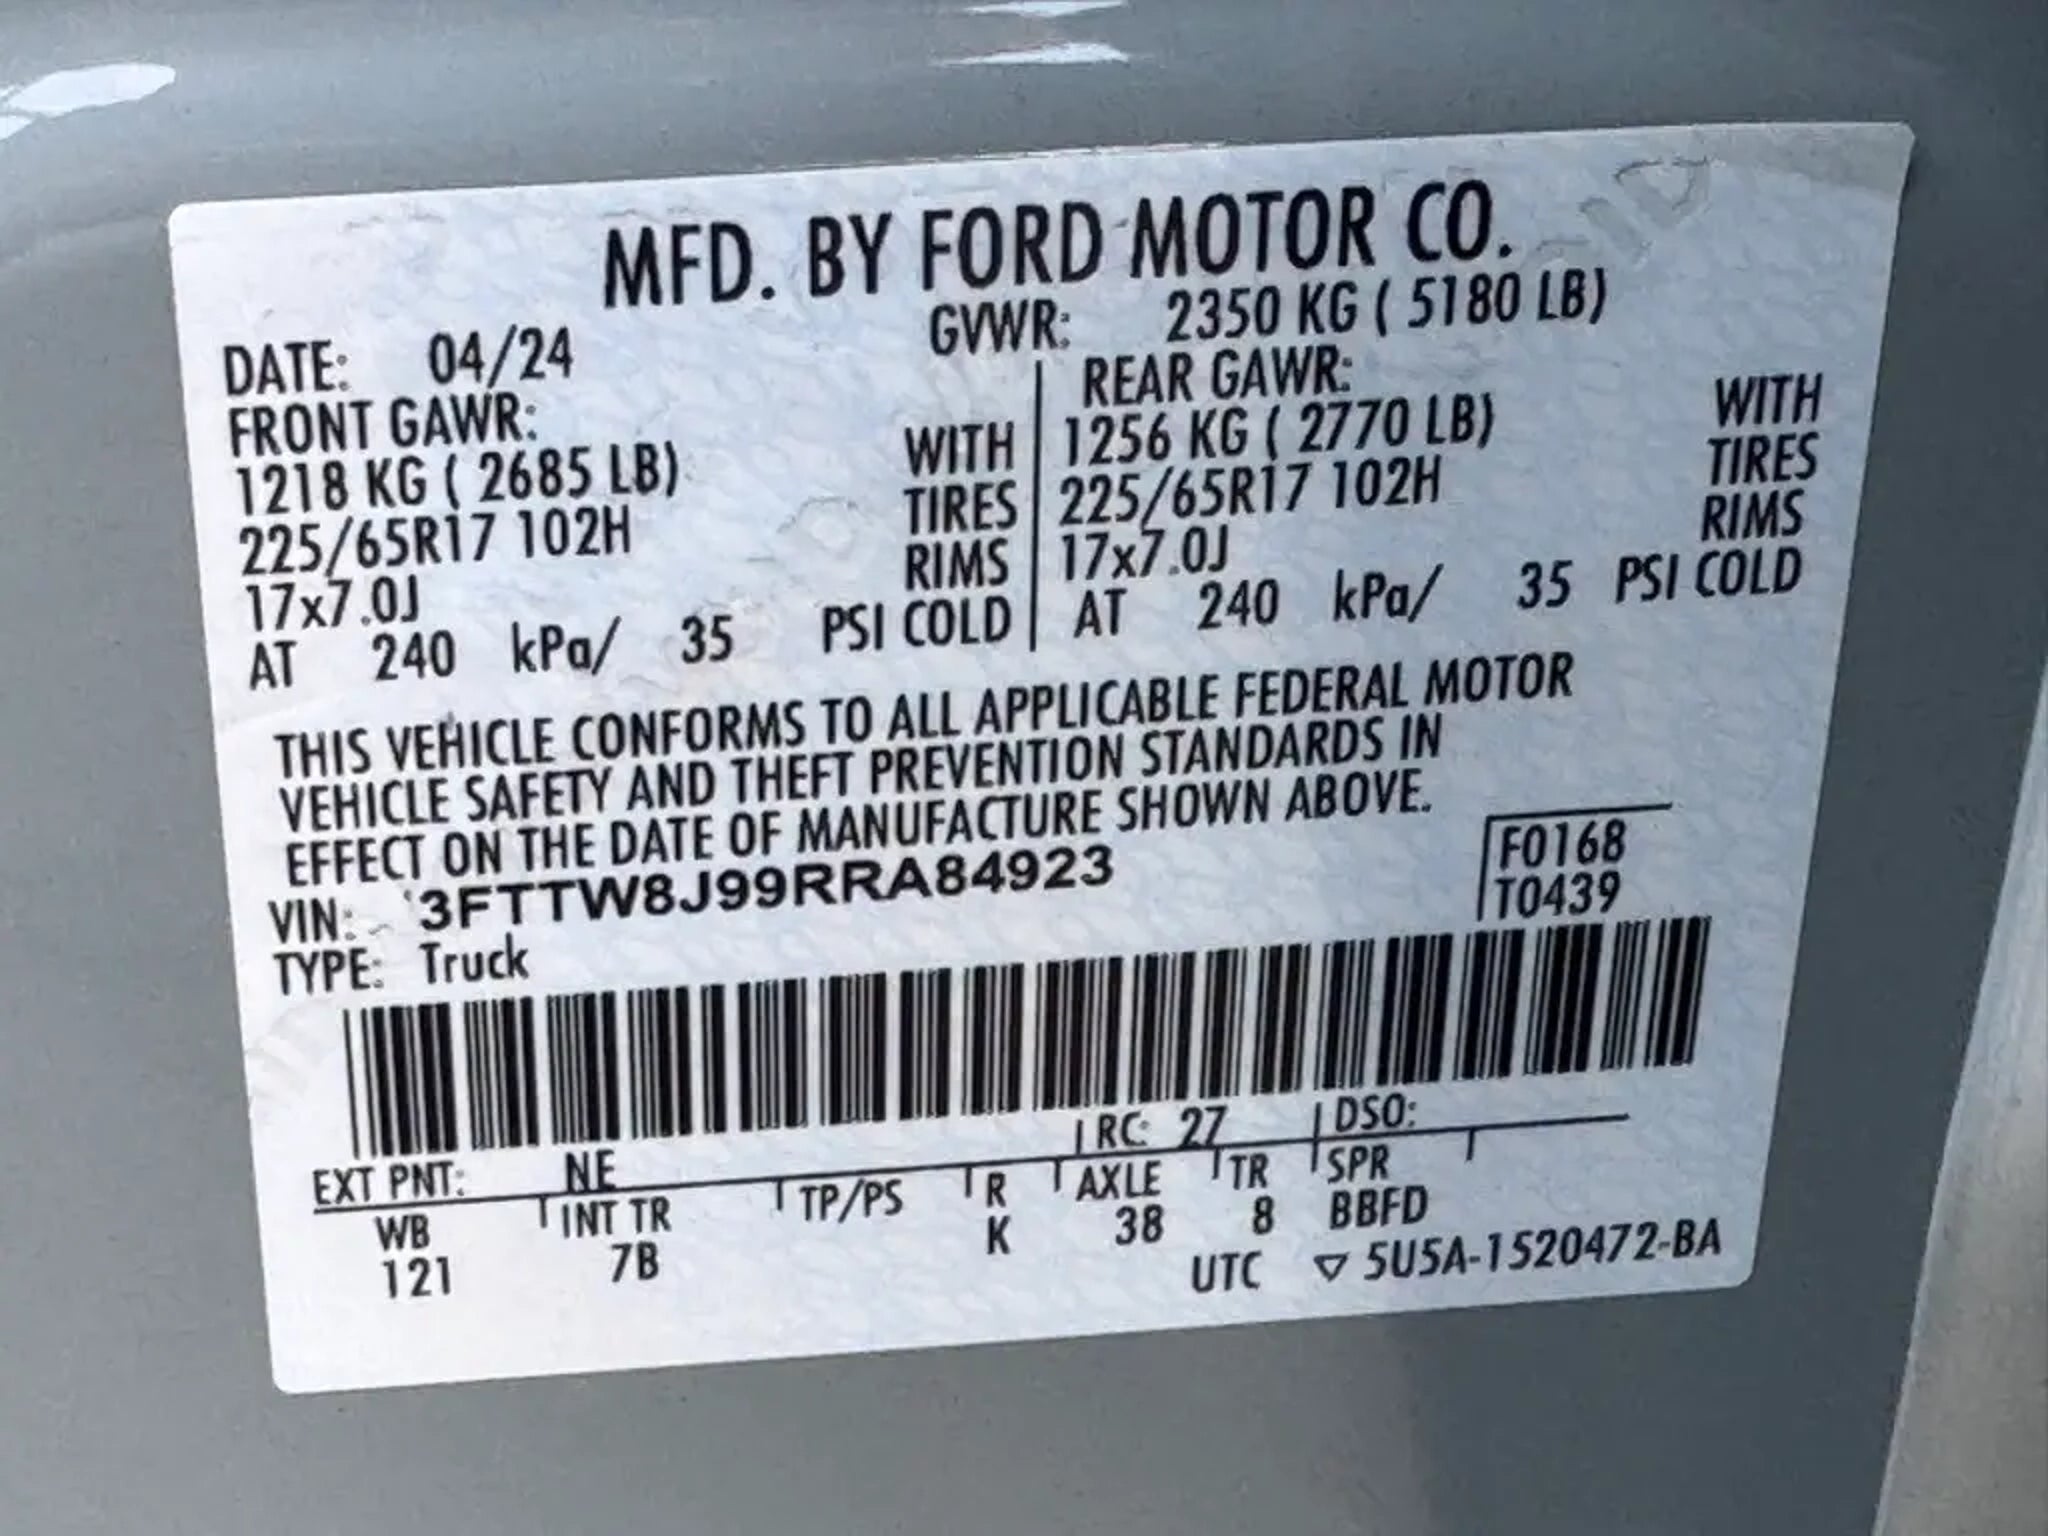 MFD. BY FORD MOTOR CO.
DATE: 04/24 GVWR: 2350 KG ( 5180 LB)
FRONT GAWR: REAR GAWR:
1218 KG ( 2685 LB) WITH 1256 KG ( 2770 LB) WITH
225/65R17 102H TIRES 225/65R17 102H TIRES
17x7.0J RIMS 17x7.0J RIMS
AT 240 kPa/ 35 PSI COLD AT 240 kPa/ 35 PSI COLD
THIS VEHICLE CONFORMS TO ALL APPLICABLE FEDERAL MOTOR
VEHICLE SAFETY AND THEFT PREVENTION STANDARDS IN
EFFECT ON THE DATE OF MANUFACTURE SHOWN ABOVE.
F0168
VIN: 3FTTW8J99RRA84923 T0439
TYPE: Truck
EXT PNT: NE RC: 27 DSO:
WB INT TR TP/PS R AXLE TR SPR
121 7B K 38 8 BBFD
UTC ▽ 5U5A-1520472-BA